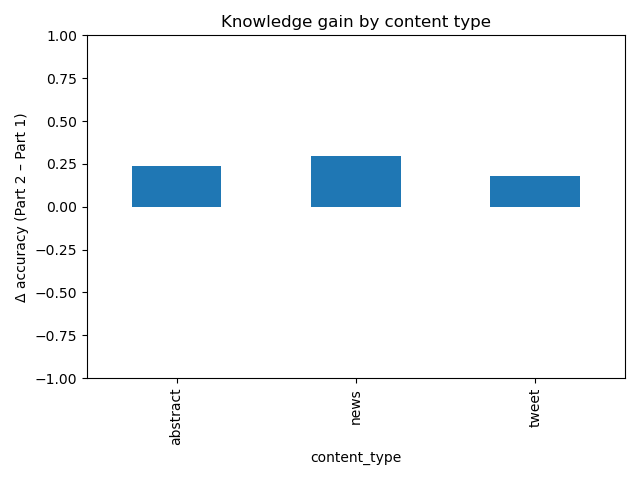 Knowledge gain by content type
1.00
0.75
0.50
0.25
0.00
−0.25
−0.50
−0.75
−1.00
Δ accuracy (Part 2 – Part 1)
abstract
news
tweet
content_type